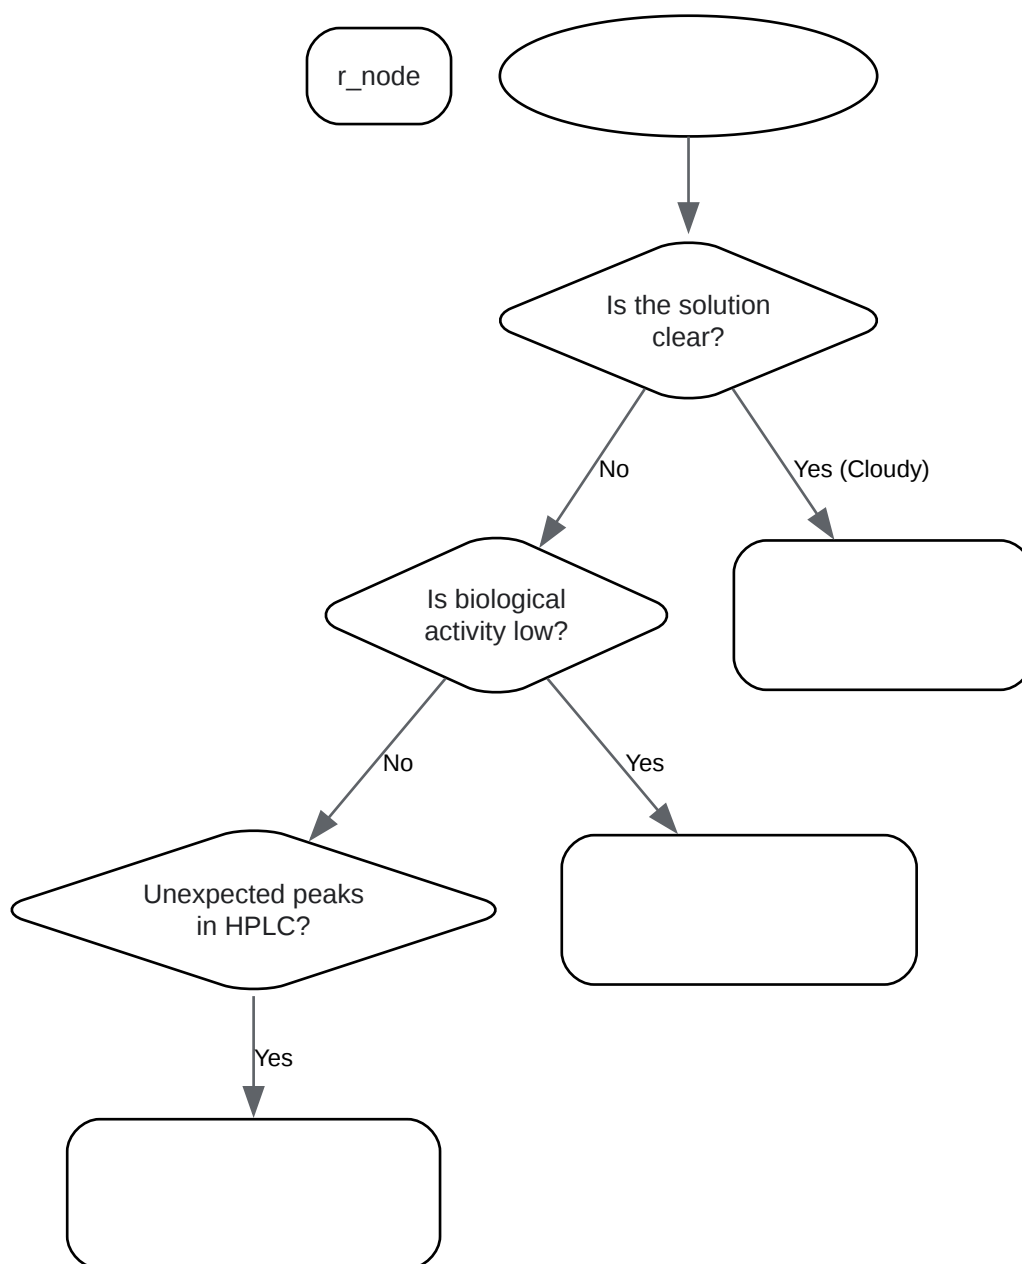 r_node
Is the solution
clear?
No
Yes (Cloudy)
Is biological
activity low?
No
Yes
Unexpected peaks
in HPLC?
Yes